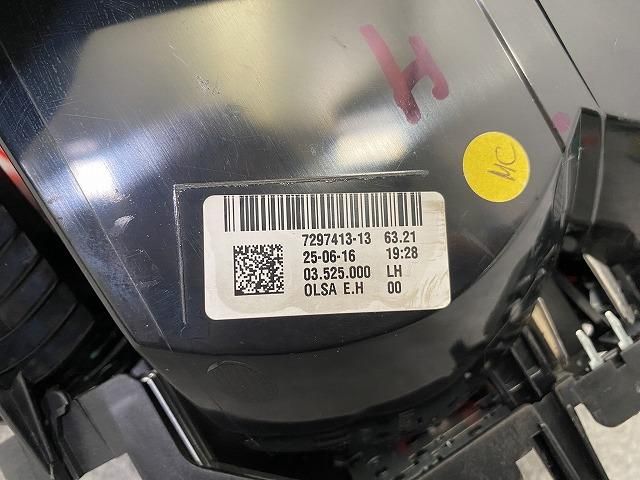 H
MC
7297413-13 63.21
25-06-16 19:28
03.525.000 LH
OLSA E.H 00